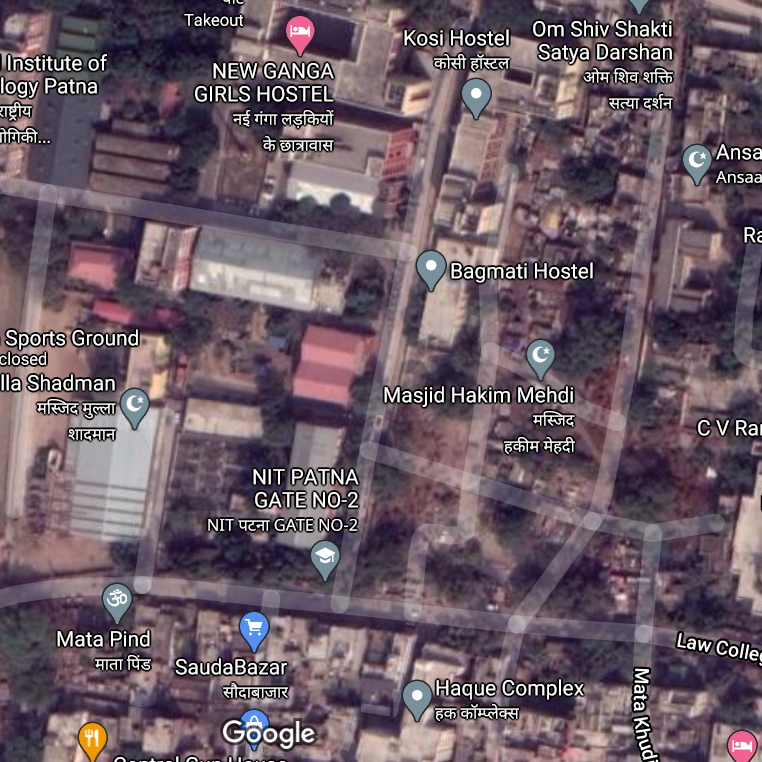 Takeout
Kosi Hostel
कोसी हॉस्टल
Om Shiv Shakti
Satya Darshan
ओम शिव शक्ति
सत्या दर्शन
Institute of
logy Patna
NEW GANGA
GIRLS HOSTEL
नई गंगा लड़कियों
के छात्रावास
Ansa
Ansaa
Ra
Bagmati Hostel
Sports Ground
closed
lla Shadman
मस्जिद मुल्ला
शादमान
Masjid Hakim Mehdi
मस्जिद
हकीम मेहदी
C V Rar
NIT PATNA
GATE NO-2
NIT पटना GATE NO-2
Mata Pind
माता पिंड
SaudaBazar
सौदाबाजार
Law Colleg
Haque Complex
हक कॉम्प्लेक्स
Mata Khudi
Google